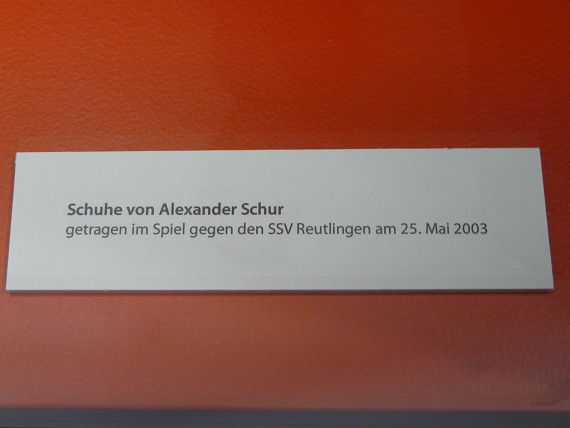 Schuhe von Alexander Schur
getragen im Spiel gegen den SSV Reutlingen am 25. Mai 2003